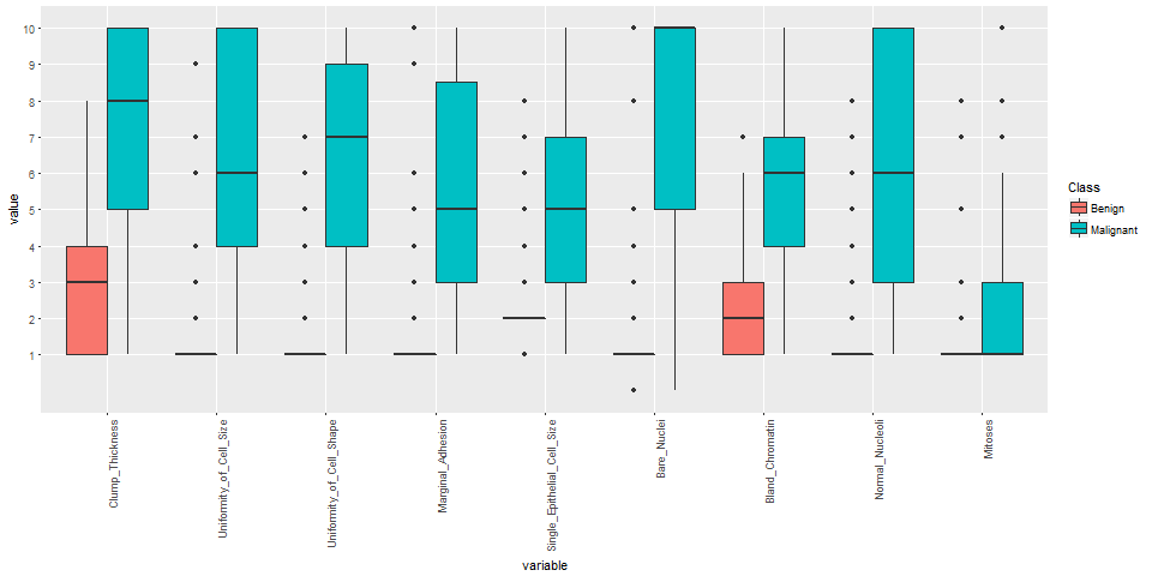 10
9
8
7
6
5
4
3
2
1
value
Clump_Thickness
Uniformity_of_Cell_Size
Uniformity_of_Cell_Shape
Marginal_Adhesion
Single_Epithelial_Cell_Size
Bare_Nuclei
Bland_Chromatin
Normal_Nucleoli
Mitoses
variable
Class
Benign
Malignant